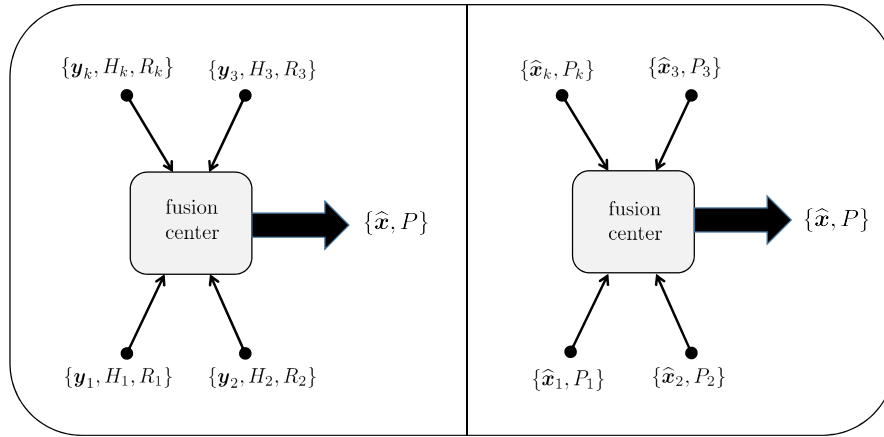 {y_k, H_k, R_k} {y_3, H_3, R_3}
fusion
center
{x̂, P}
{y_1, H_1, R_1} {y_2, H_2, R_2}
{x̂_k, P_k} {x̂_3, P_3}
fusion
center
{x̂, P}
{x̂_1, P_1} {x̂_2, P_2}